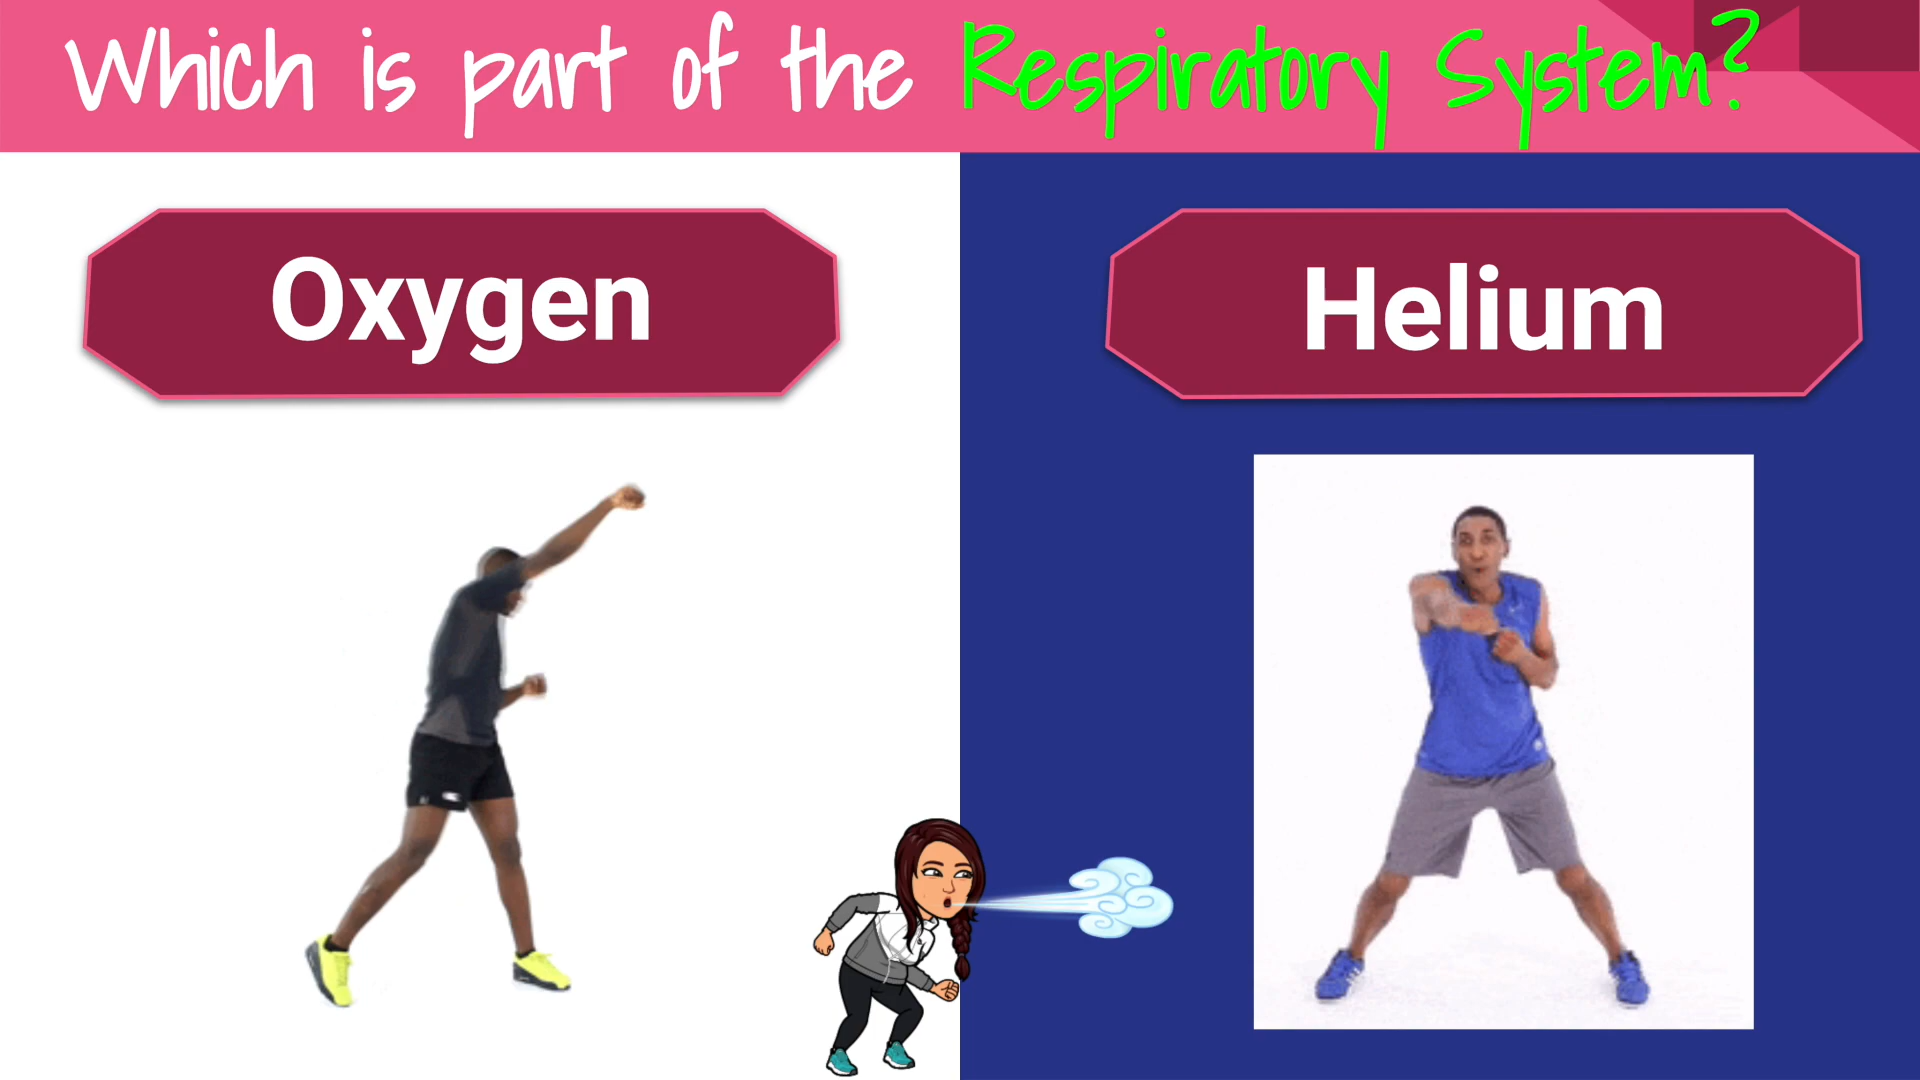 Which is part of the Respiratory System?
Oxygen
Helium